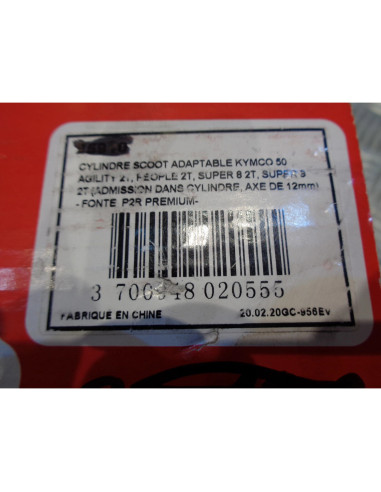 CYLINDRE SCOOT ADAPTABLE KYMCO 50
AGILITY 2T, PEOPLE 2T, SUPER 8 2T, SUPER 9
2T (ADMISSION DANS CYLINDRE, AXE DE 12mm)
- FONTE P2R PREMIUM-
3 700948 020555
FABRIQUE EN CHINE
20.02.20GC-956Ev